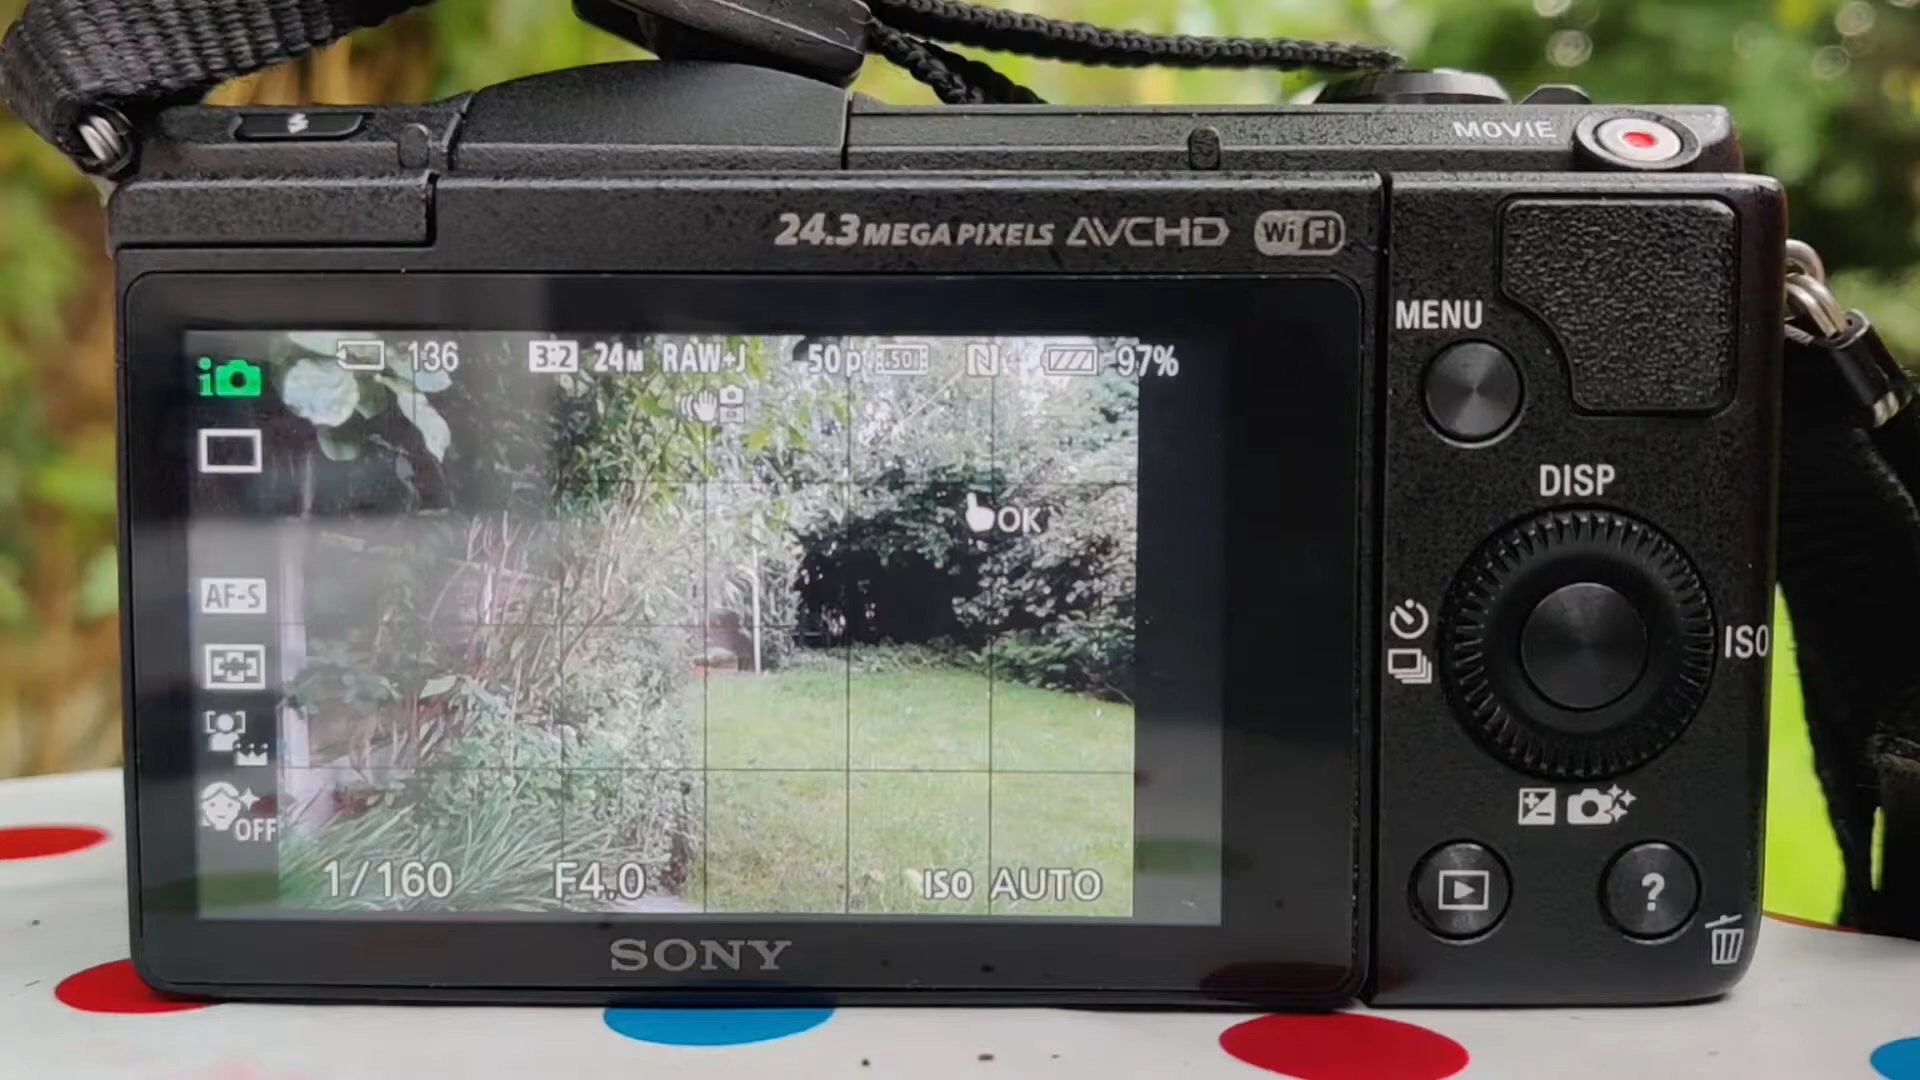 MOVIE
24.3 MEGA PIXELS AVCHD Wi Fi
MENU
136 3:2 24M RAW+J 50p N 97%
i
DISP
OK
AF-S
ISO
OFF
1/160 F4.0 ISO AUTO
?
SONY